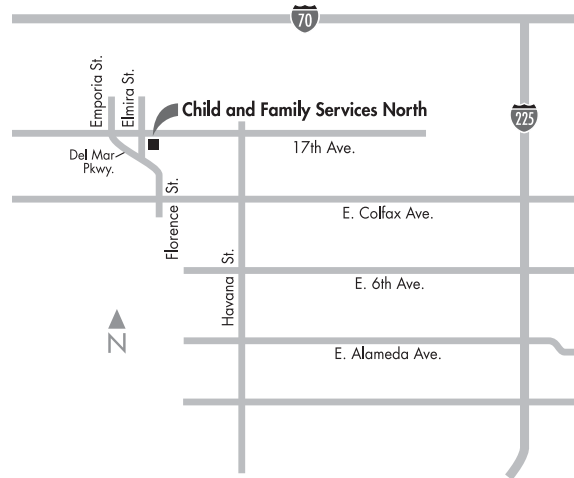 70
Emporia St.
Elmira St.
Child and Family Services North
225
17th Ave.
Del Mar
Pkwy.
Florence St.
E. Colfax Ave.
Havana St.
E. 6th Ave.
N
E. Alameda Ave.